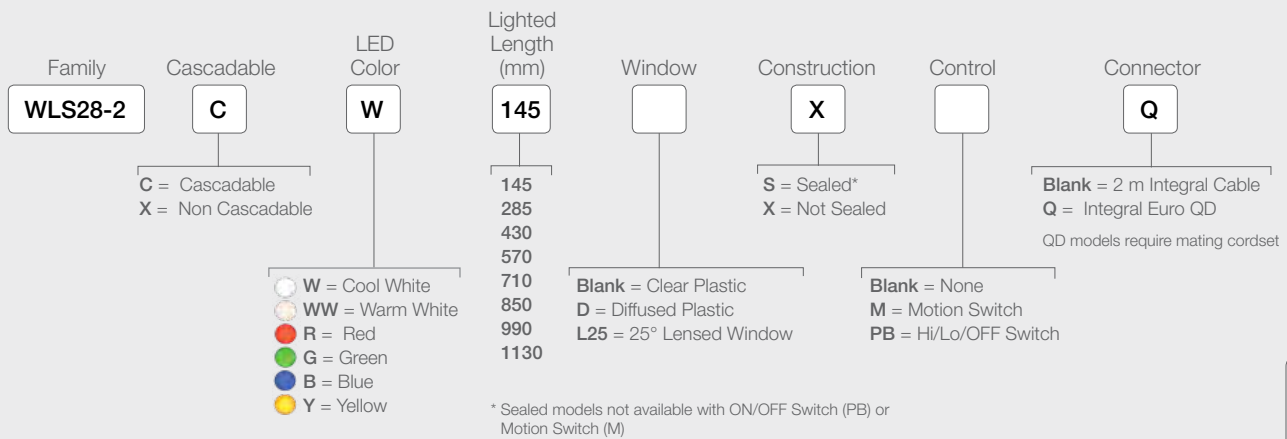 Family
Cascadable
LED
Color
Lighted
Length
(mm)
Window
Construction
Control
Connector
WLS28-2
C
W
145
X
Q
C = Cascadable
X = Non Cascadable
W = Cool White
WW = Warm White
R = Red
G = Green
B = Blue
Y = Yellow
145
285
430
570
710
850
990
1130
Blank = Clear Plastic
D = Diffused Plastic
L25 = 25° Lensed Window
S = Sealed*
X = Not Sealed
Blank = None
M = Motion Switch
PB = Hi/Lo/OFF Switch
Blank = 2 m Integral Cable
Q = Integral Euro QD
QD models require mating cordset
* Sealed models not available with ON/OFF Switch (PB) or
Motion Switch (M)